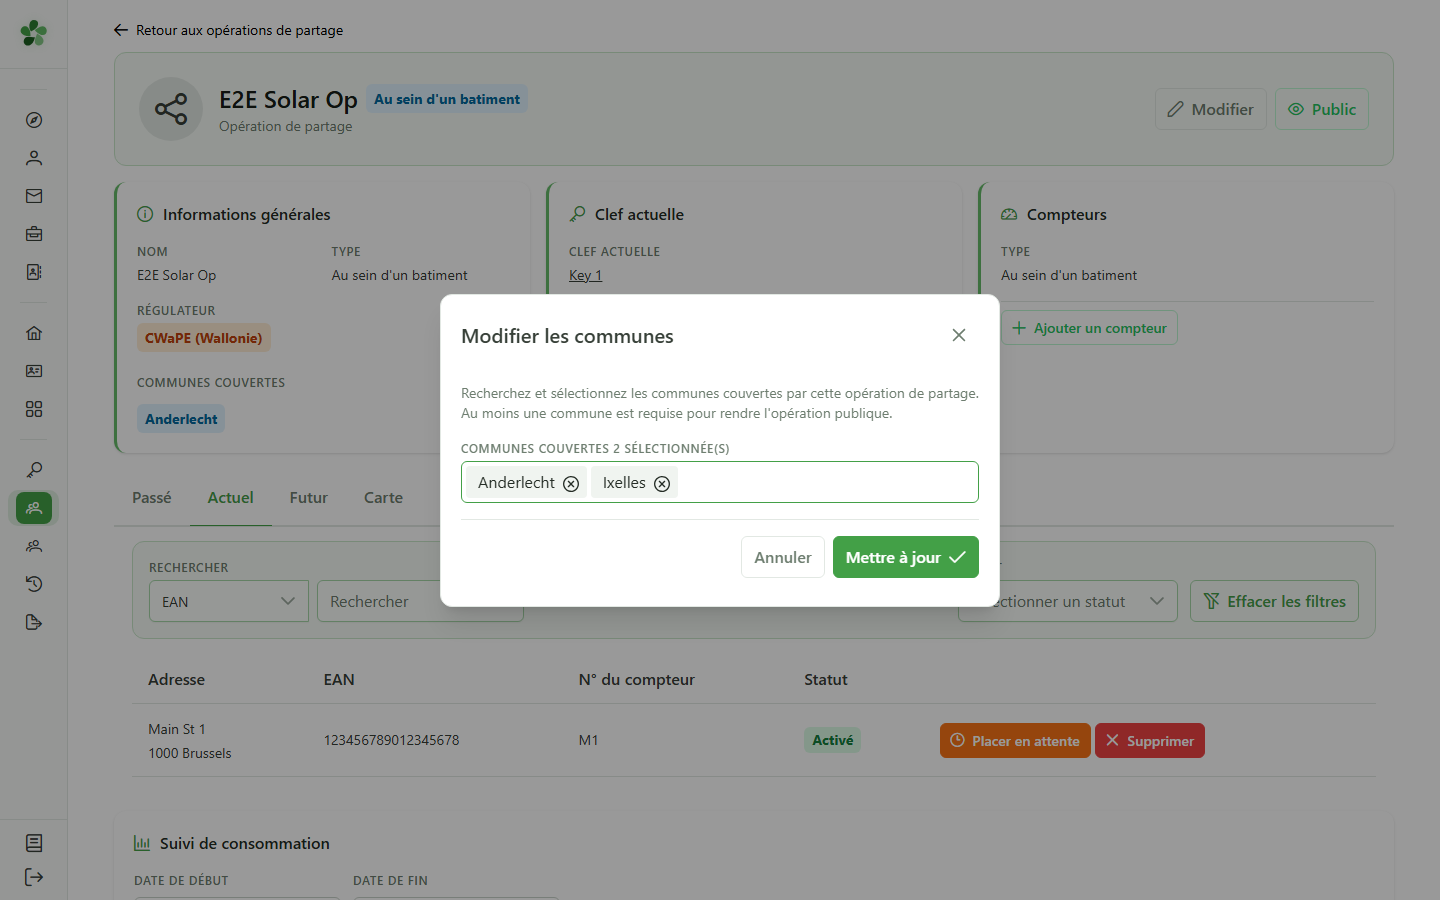 Retour aux opérations de partage
E2E Solar Op
Au sein d'un batiment
Opération de partage
Modifier
Public
Informations générales
NOM
TYPE
E2E Solar Op
Au sein d'un batiment
RÉGULATEUR
CWaPE (Wallonie)
COMMUNES COUVERTES
Anderlecht
Clef actuelle
CLEF ACTUELLE
Key 1
Compteurs
TYPE
Au sein d'un batiment
Ajouter un compteur
Modifier les communes
Recherchez et sélectionnez les communes couvertes par cette opération de partage.
Au moins une commune est requise pour rendre l'opération publique.
COMMUNES COUVERTES 2 SÉLECTIONNÉE(S)
Anderlecht
Ixelles
Annuler
Mettre à jour
Passé
Actuel
Futur
Carte
RECHERCHER
EAN
Rechercher
ectionner un statut
Effacer les filtres
Adresse
EAN
N° du compteur
Statut
Main St 1
1000 Brussels
123456789012345678
M1
Activé
Placer en attente
Supprimer
Suivi de consommation
DATE DE DÉBUT
DATE DE FIN